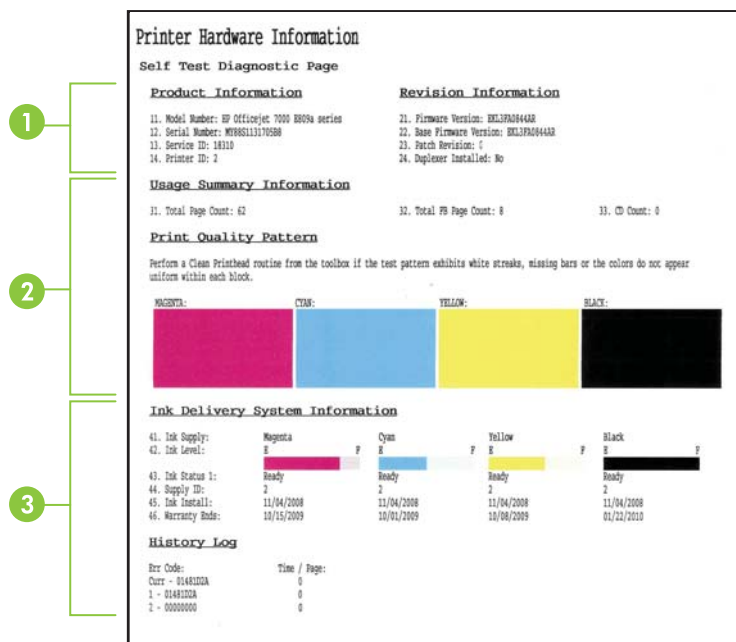 Printer Hardware Information
Self Test Diagnostic Page
1
Product Information
11. Model Number: HP Officejet 7000 E809a series
12. Serial Number: MY88S1131705B8
13. Service ID: 18310
14. Printer ID: 2
Revision Information
21. Firmware Version: EKL3FA0844AR
22. Base Firmware Version: EKL3FA0844AR
23. Patch Revision: 0
24. Duplexer Installed: No
2
Usage Summary Information
31. Total Page Count: 62 32. Total FB Page Count: 8 33. CD Count: 0
Print Quality Pattern
Perform a Clean Printhead routine from the toolbox if the test pattern exhibits white streaks, missing bars or the colors do not appear
uniform within each block.
MAGENTA: CYAN: YELLOW: BLACK:
3
Ink Delivery System Information
41. Ink Supply: Magenta Cyan Yellow Black
42. Ink Level: E F E F E F E F
43. Ink Status 1: Ready Ready Ready Ready
44. Supply ID: 2 2 2 2
45. Ink Install: 11/04/2008 11/04/2008 11/04/2008 11/04/2008
46. Warranty Ends: 10/15/2009 10/01/2009 10/08/2009 01/22/2010
History Log
Err Code: Time / Page:
Curr - 01481D2A 0
1 - 01481D2A 0
2 - 00000000 0